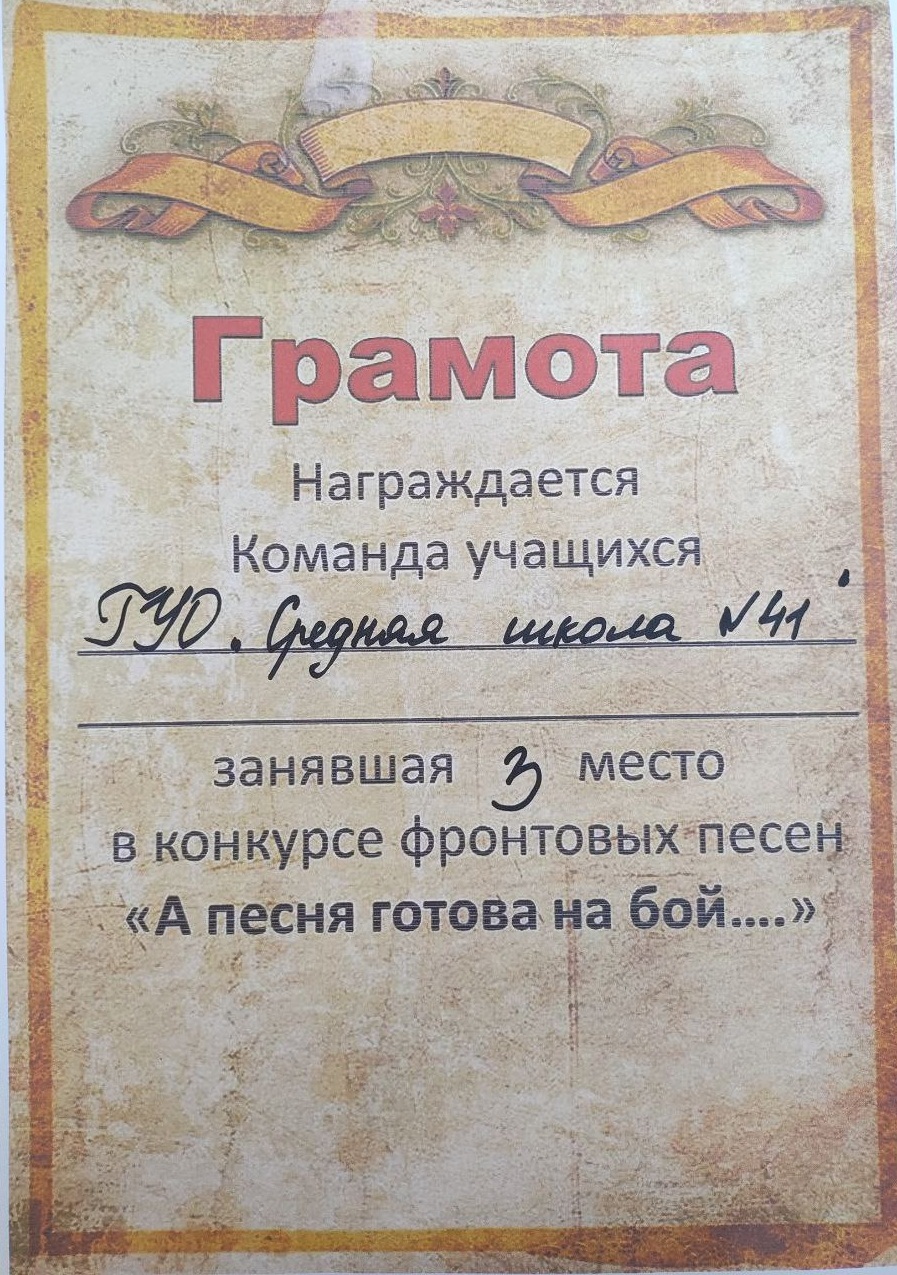 Грамота
Награждается
Команда учащихся
ГУО "Средняя школа №41"
занявшая 3 место
в конкурсе фронтовых песен
«А песня готова на бой....»